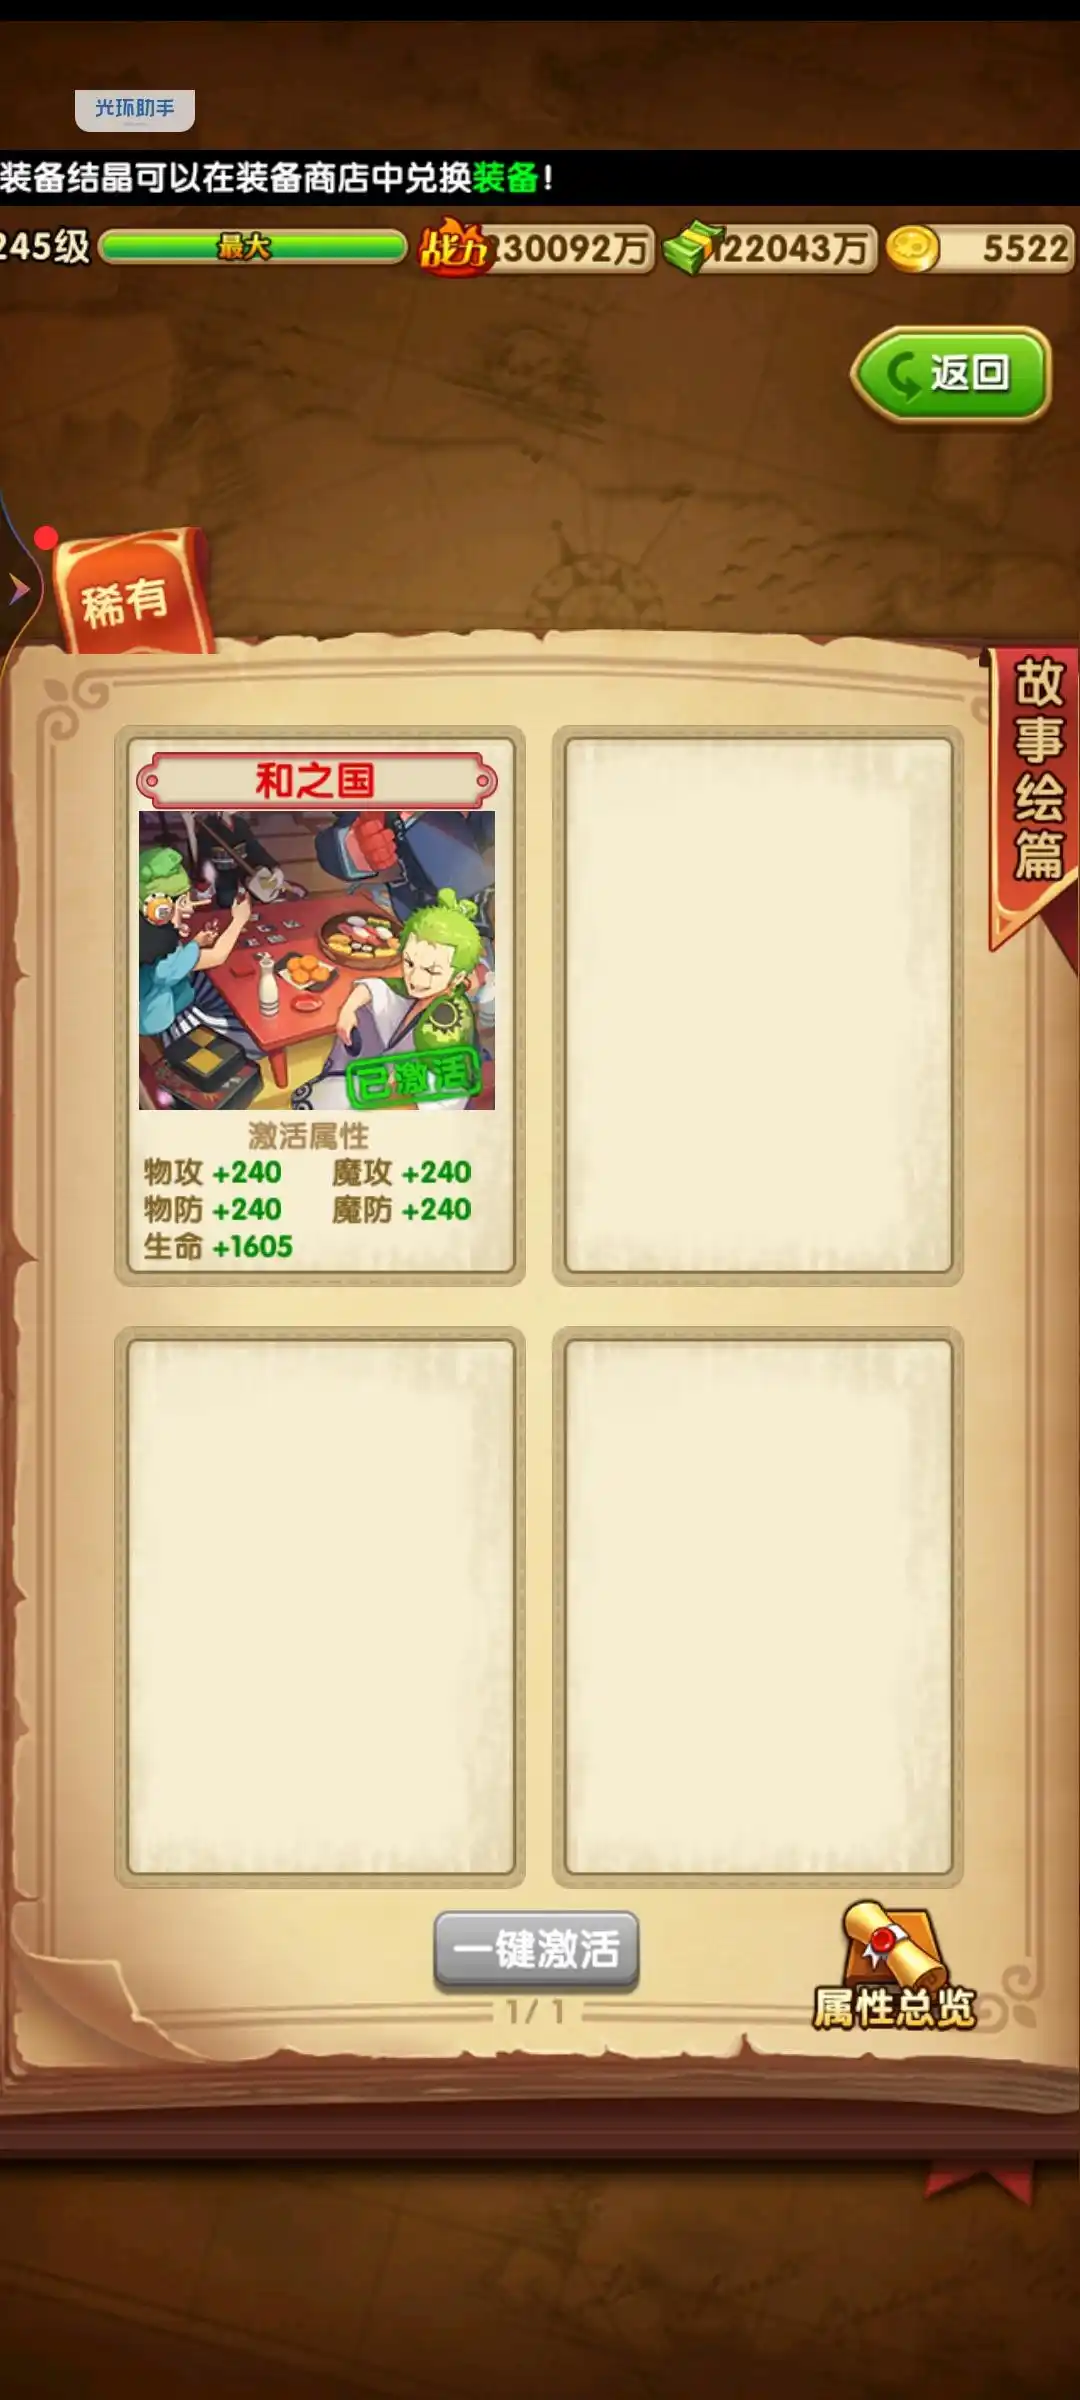 光环助手
装备结晶可以在装备商店中兑换装备！
245级 最大 战力 230092万 122043万 5522
返回
稀有
故事绘篇
和之国
已激活
激活属性
物攻 +240 魔攻 +240
物防 +240 魔防 +240
生命 +1605
一键激活
1/1
属性总览